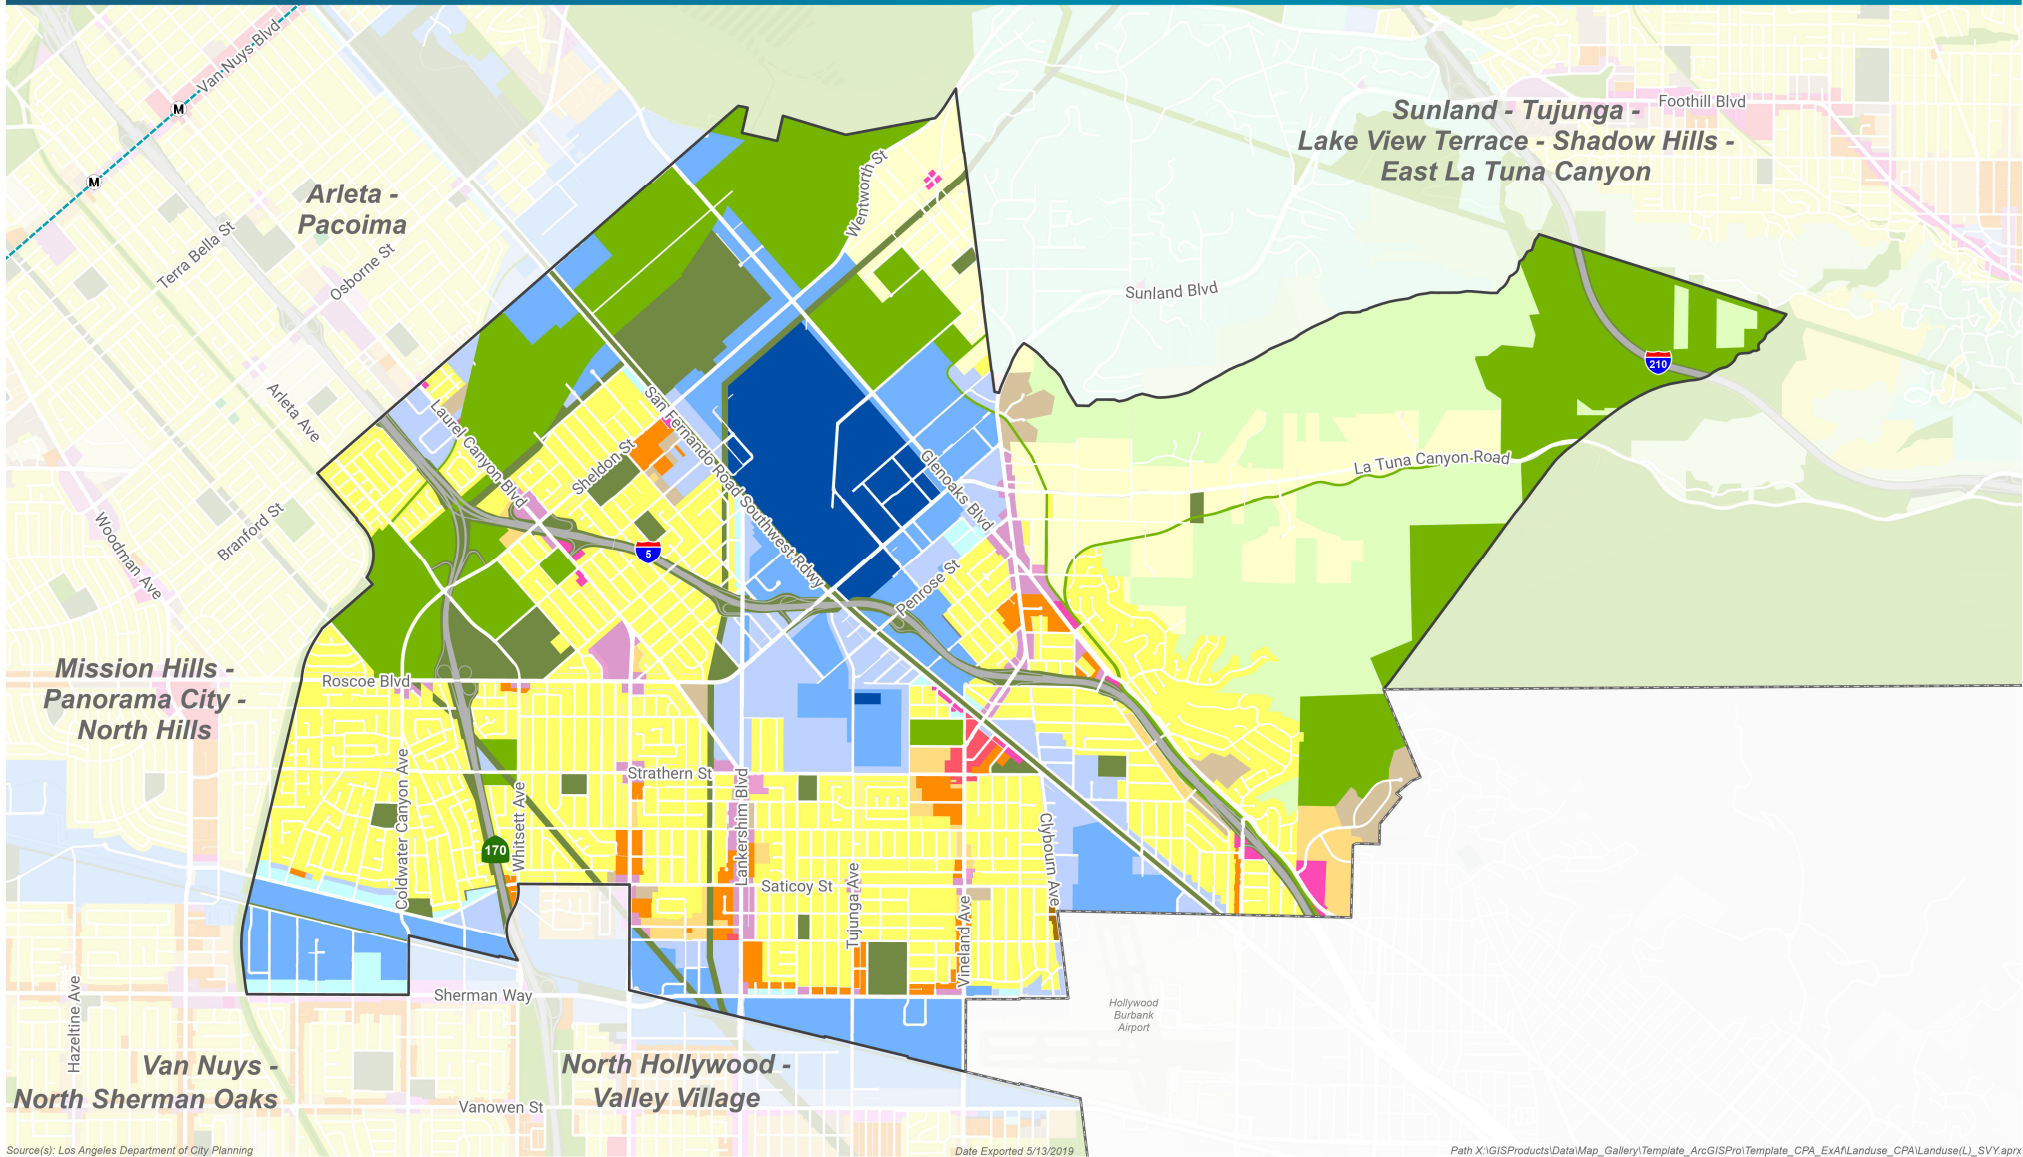 Van Nuys Blvd
M
M
Sunland - Tujunga -
Lake View Terrace - Shadow Hills -
East La Tuna Canyon
Foothill Blvd
Arleta -
Pacoima
Terra Bella St
Osborne St
Wentworth St
Sunland Blvd
210
Arleta Ave
Laurel Canyon Blvd
Sheldon St
San Fernando Road Southwest Rdwy
Glenoaks Blvd
La Tuna Canyon Road
Woodman Ave
Branford St
5
Penrose St
Mission Hills -
Panorama City -
North Hills
Roscoe Blvd
Strathern St
Coldwater Canyon Ave
Whitsett Ave
170
Lankershim Blvd
Saticoy St
Tujunga Ave
Vineland Ave
Clybourn Ave
Hazeltine Ave
Sherman Way
Hollywood
Burbank
Airport
Van Nuys -
North Sherman Oaks
North Hollywood -
Valley Village
Vanowen St
Source(s): Los Angeles Department of City Planning
Date Exported 5/13/2019
Path X:\GISProducts\Data\Map_Gallery\Template_ArcGISPro\Template_CPA_ExAf\Landuse_CPA\Landuse(L)_SVY.aprx